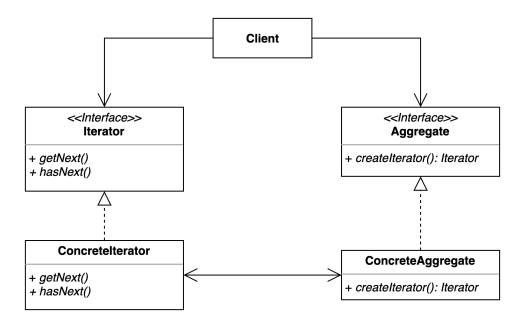 Client
<<Interface>>
Iterator
+ getNext()
+ hasNext()
<<Interface>>
Aggregate
+ createIterator(): Iterator
ConcreteIterator
+ getNext()
+ hasNext()
ConcreteAggregate
+ createIterator(): Iterator